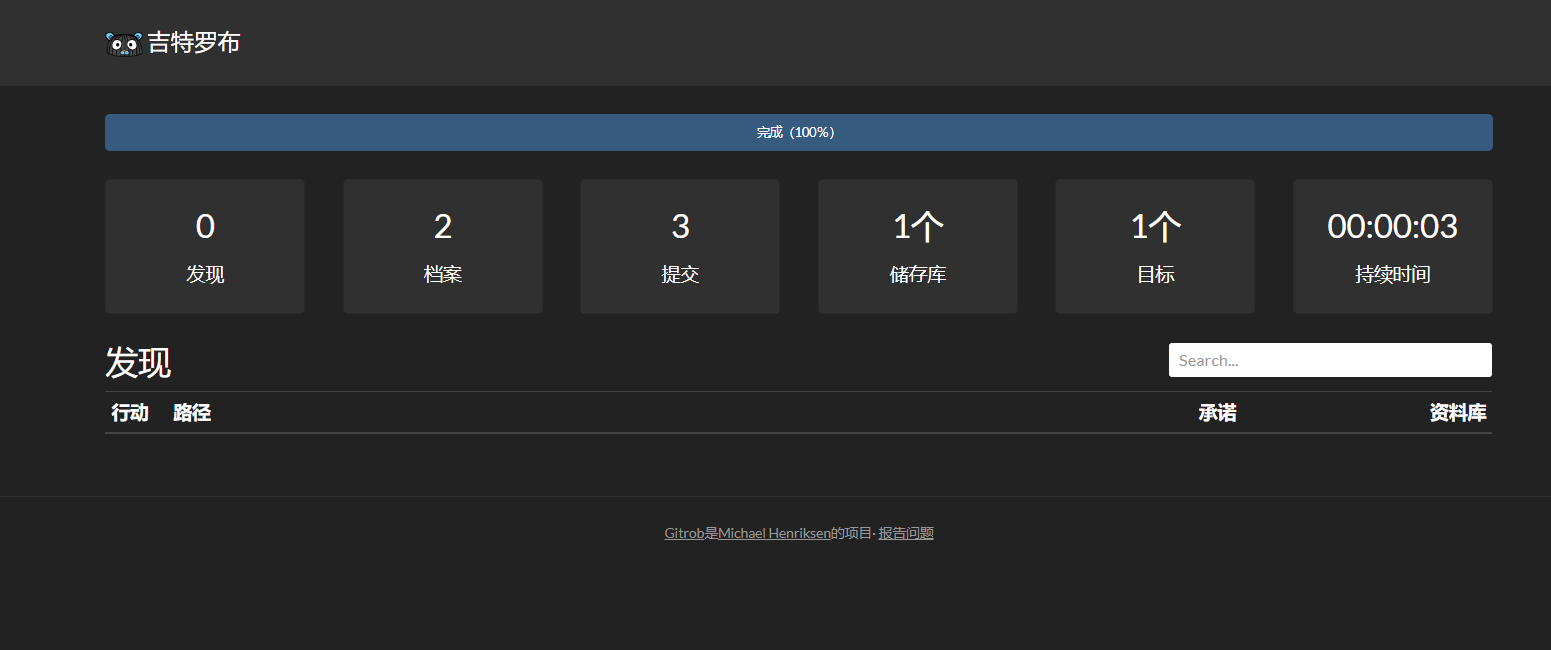 吉特罗布
完成（100％）
0
发现
2
档案
3
提交
1个
储存库
1个
目标
00:00:03
持续时间
发现
Search...
行动 路径 承诺 资料库
Gitrob是Michael Henriksen的项目· 报告问题